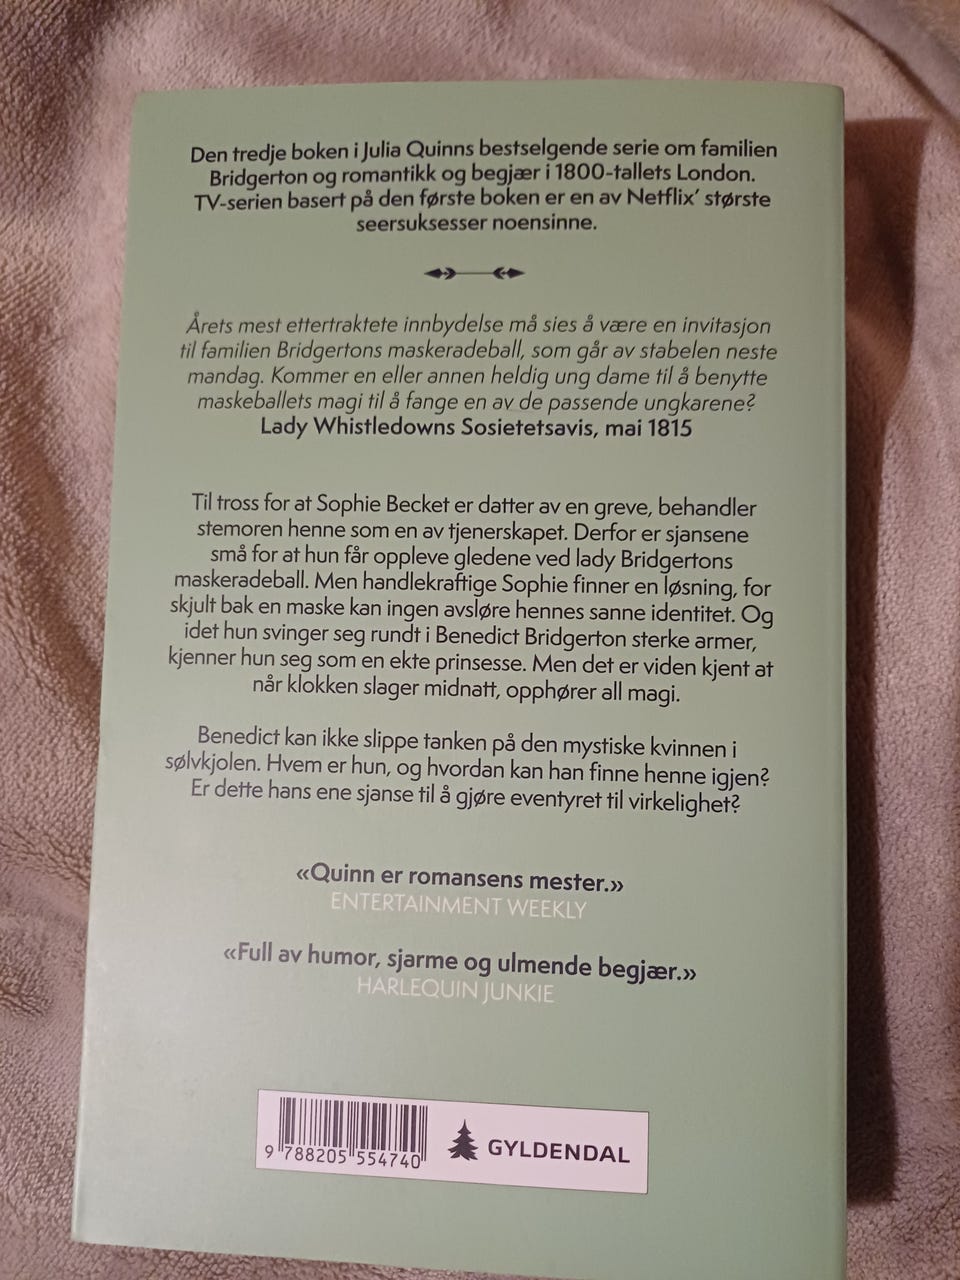 Den tredje boken i Julia Quinns bestselgende serie om familien
Bridgerton og romantikk og begjær i 1800-tallets London.
TV-serien basert på den første boken er en av Netflix' største
seersuksesser noensinne.
Årets mest ettertraktete innbydelse må sies å være en invitasjon
til familien Bridgertons maskeradeball, som går av stabelen neste
mandag. Kommer en eller annen heldig ung dame til å benytte
maskeballets magi til å fange en av de passende ungkarene?
Lady Whistledowns Sosietetsavis, mai 1815
Til tross for at Sophie Becket er datter av en greve, behandler
stemoren henne som en av tjenerskapet. Derfor er sjansene
små for at hun får oppleve gledene ved lady Bridgertons
maskeradeball. Men handlekraftige Sophie finner en løsning, for
skjult bak en maske kan ingen avsløre hennes sanne identitet. Og
idet hun svinger seg rundt i Benedict Bridgerton sterke armer,
kjenner hun seg som en ekte prinsesse. Men det er viden kjent at
når klokken slager midnatt, opphører all magi.
Benedict kan ikke slippe tanken på den mystiske kvinnen i
sølvkjolen. Hvem er hun, og hvordan kan han finne henne igjen?
Er dette hans ene sjanse til å gjøre eventyret til virkelighet?
«Quinn er romansens mester.»
ENTERTAINMENT WEEKLY
«Full av humor, sjarme og ulmende begjær.»
HARLEQUIN JUNKIE
9 788205 554740
GYLDENDAL